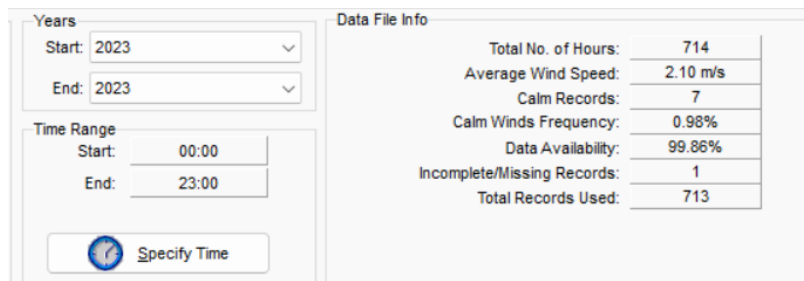 Years
Start: 2023
End: 2023
Time Range
Start: 00:00
End: 23:00
Specify Time
Data File Info
Total No. of Hours: 714
Average Wind Speed: 2.10 m/s
Calm Records: 7
Calm Winds Frequency: 0.98%
Data Availability: 99.86%
Incomplete/Missing Records: 1
Total Records Used: 713